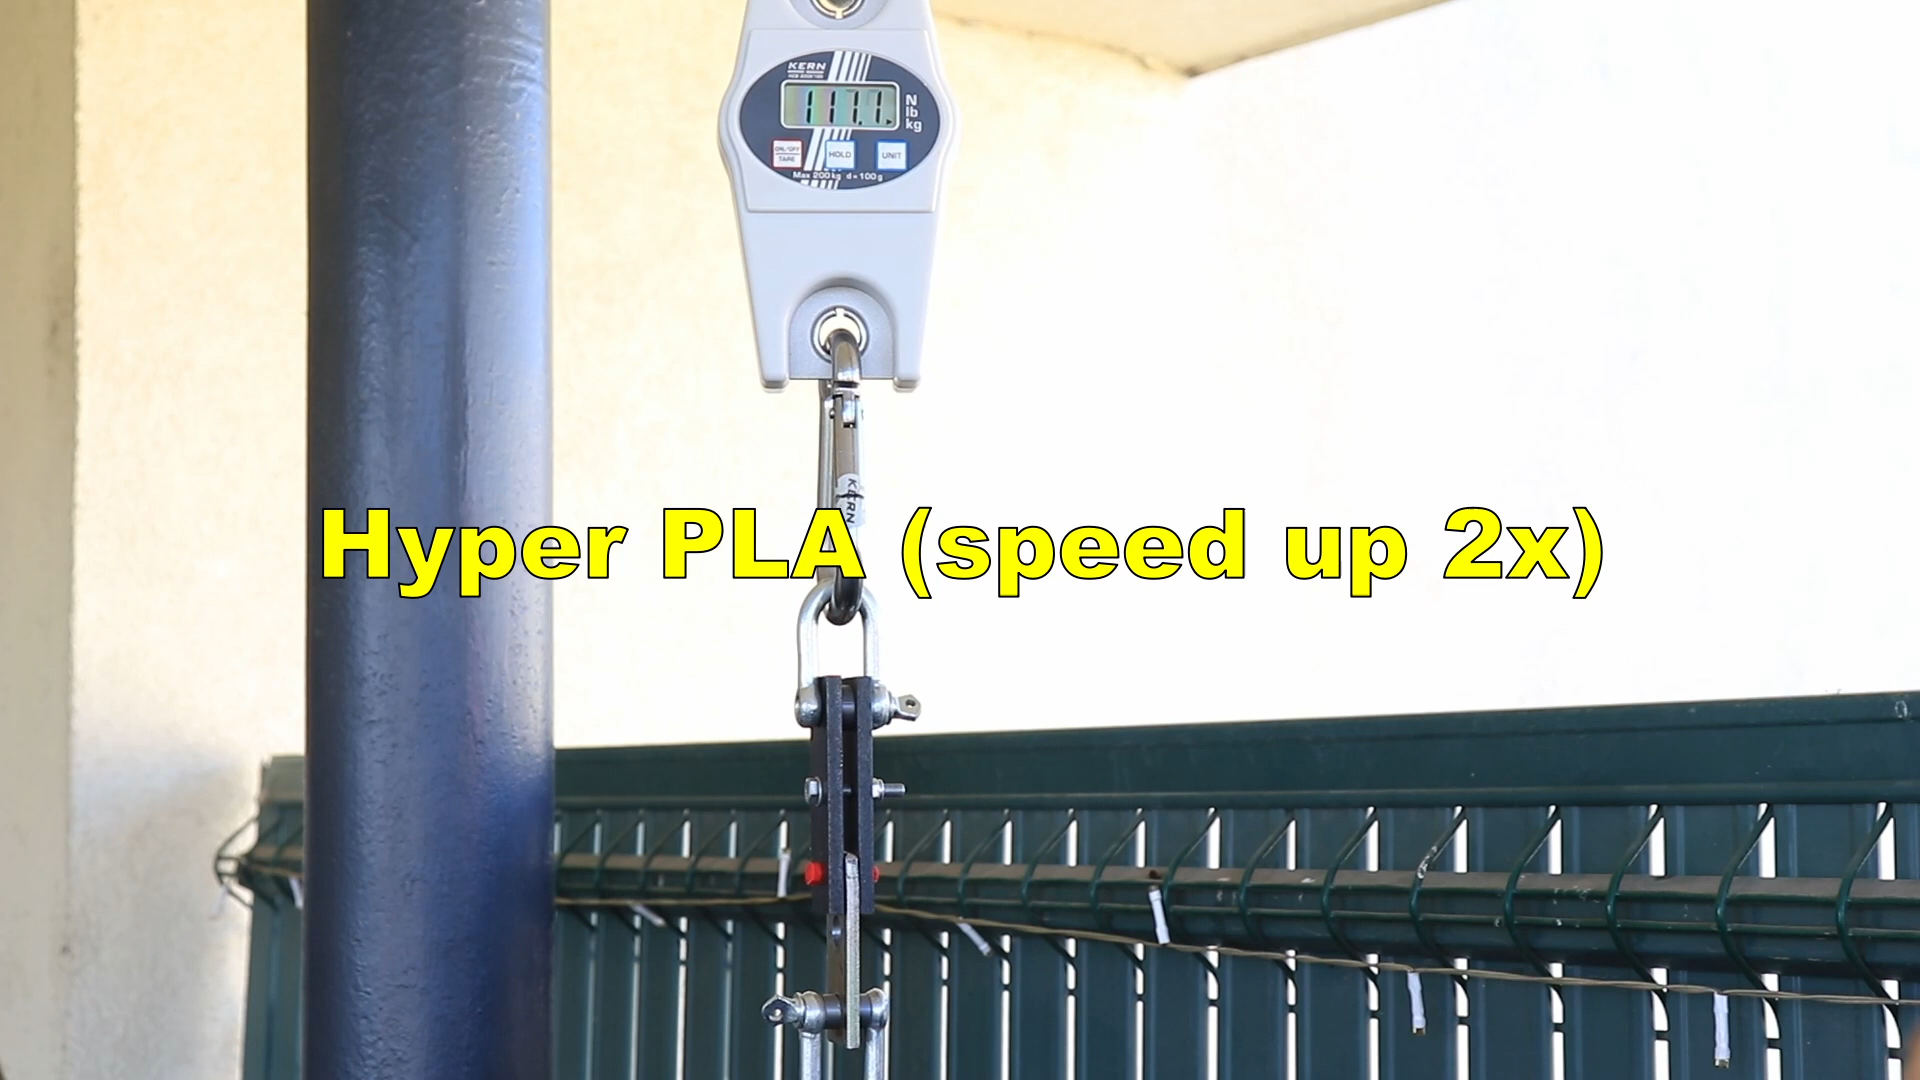 KERN
111.1
N
lb
kg
ON/OFF
TARE
HOLD
UNIT
Max 200kg d=100g
KERN
Hyper PLA (speed up 2x)